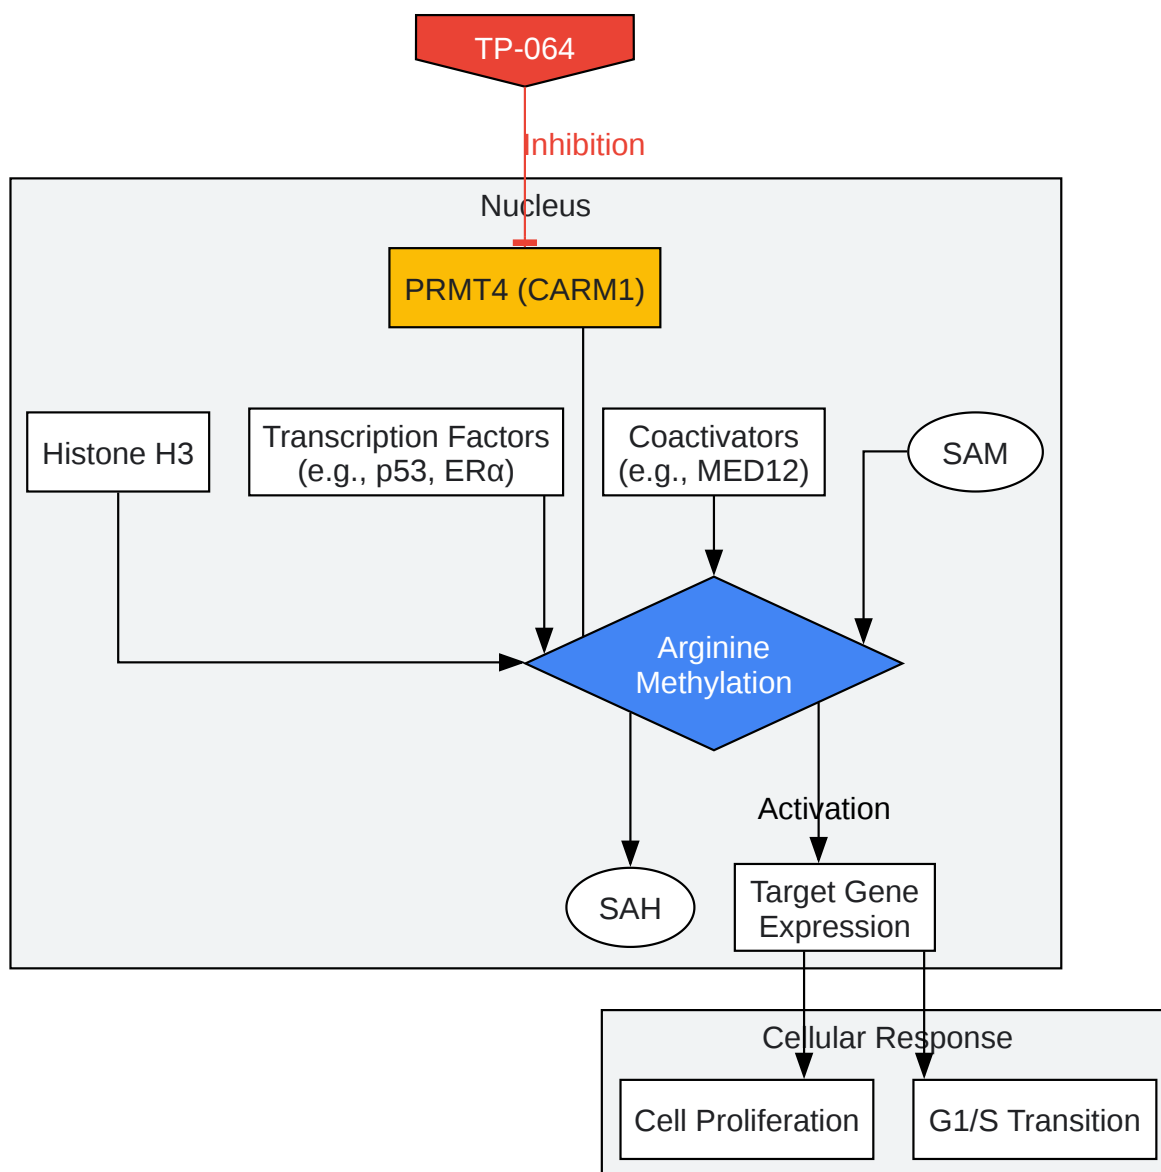 TP-064
Inhibition
Nucleus
PRMT4 (CARM1)
Histone H3
Transcription Factors
(e.g., p53, ERα)
Coactivators
(e.g., MED12)
SAM
Arginine
Methylation
Activation
SAH
Target Gene
Expression
Cellular Response
Cell Proliferation
G1/S Transition